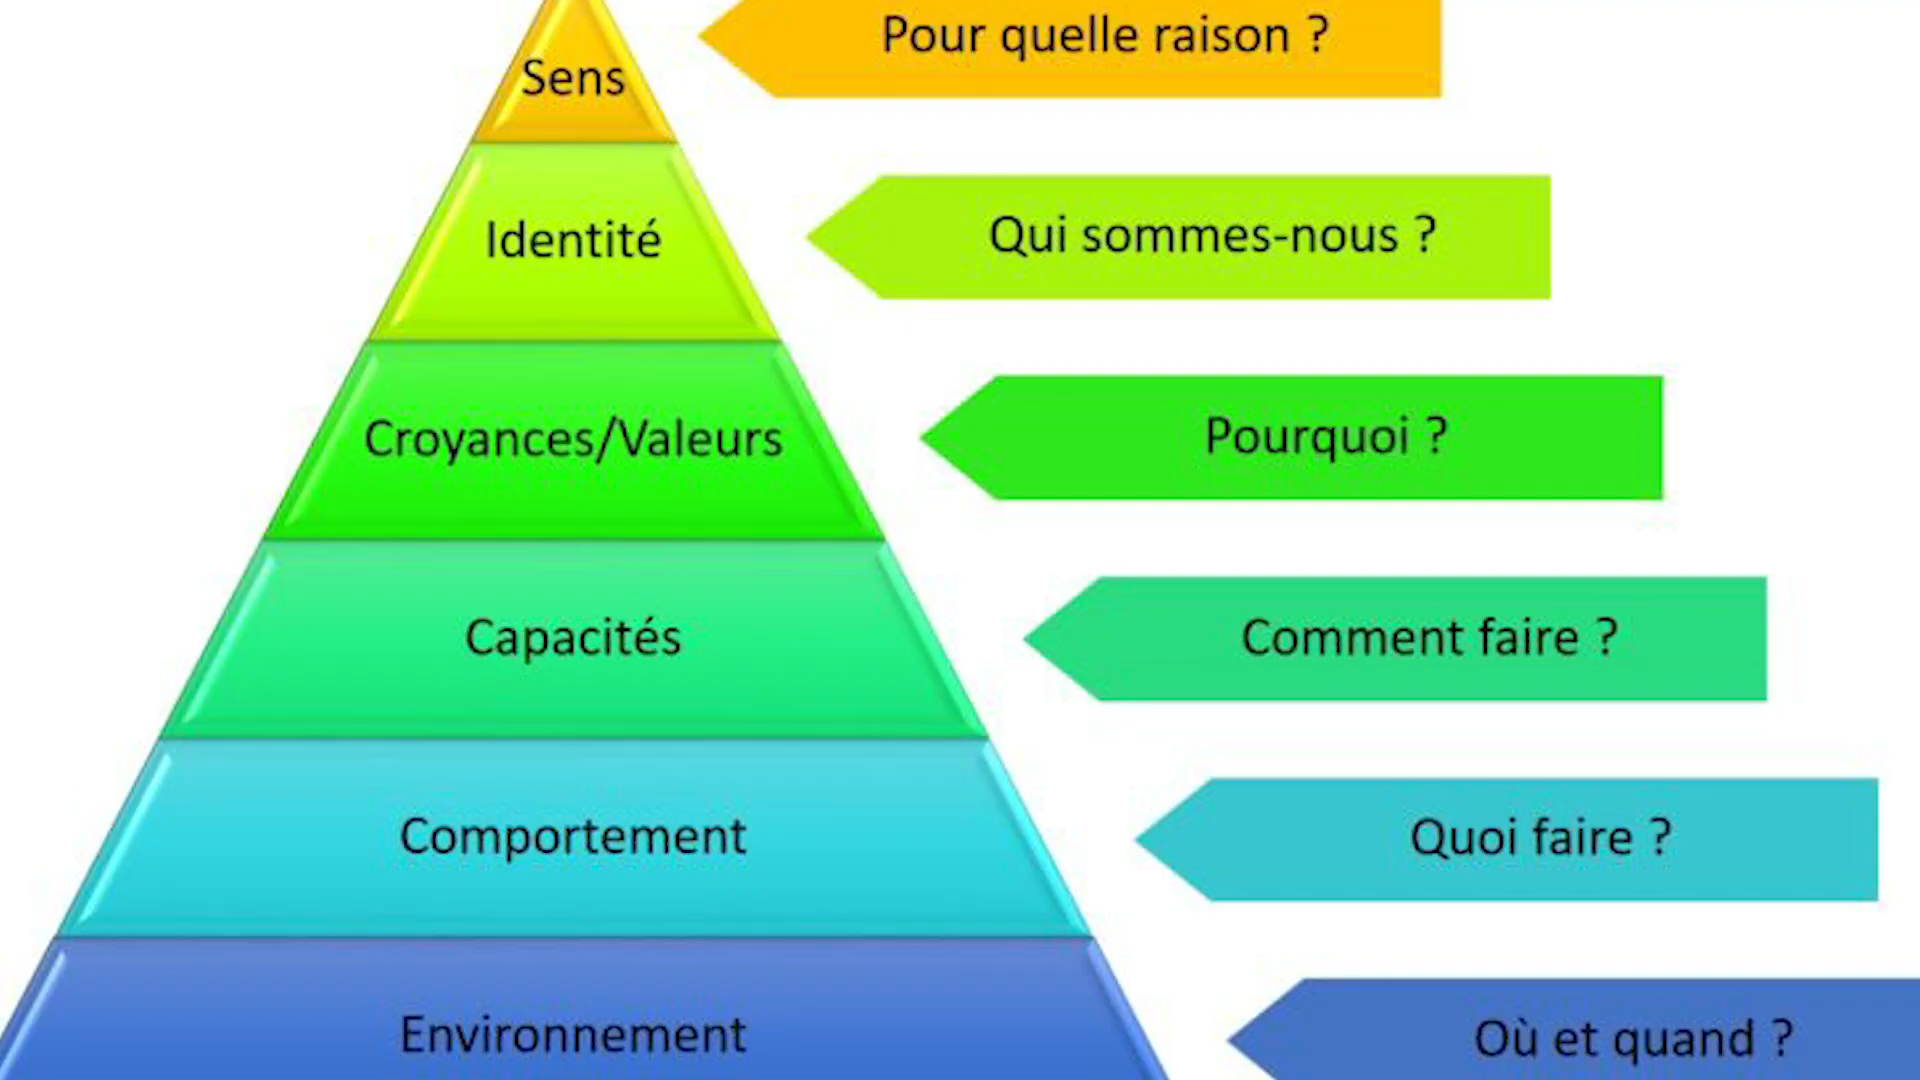 Pour quelle raison ?
Sens
Identité
Qui sommes-nous ?
Croyances/Valeurs
Pourquoi ?
Capacités
Comment faire ?
Comportement
Quoi faire ?
Environnement
Où et quand ?